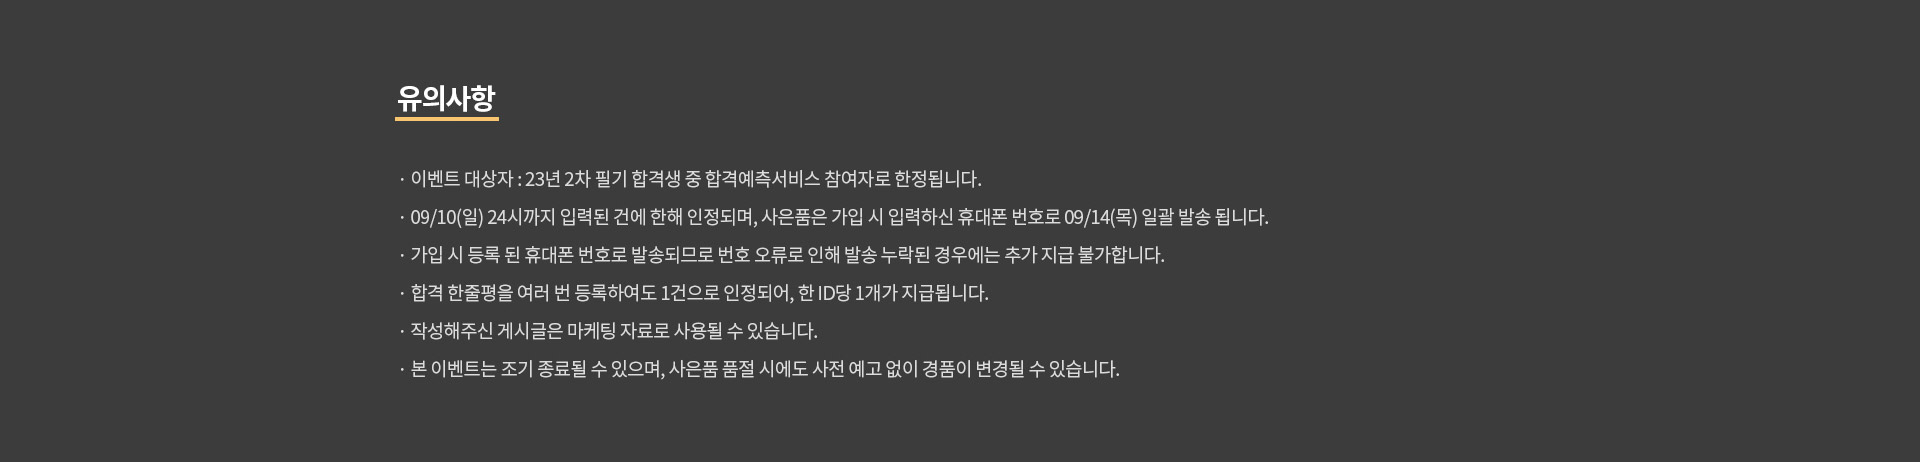 유의사항
· 이벤트 대상자 : 23년 2차 필기 합격생 중 합격예측서비스 참여자로 한정됩니다.
· 09/10(일) 24시까지 입력된 건에 한해 인정되며, 사은품은 가입 시 입력하신 휴대폰 번호로 09/14(목) 일괄 발송 됩니다.
· 가입 시 등록 된 휴대폰 번호로 발송되므로 번호 오류로 인해 발송 누락된 경우에는 추가 지급 불가합니다.
· 합격 한줄평을 여러 번 등록하여도 1건으로 인정되어, 한 ID당 1개가 지급됩니다.
· 작성해주신 게시글은 마케팅 자료로 사용될 수 있습니다.
· 본 이벤트는 조기 종료될 수 있으며, 사은품 품절 시에도 사전 예고 없이 경품이 변경될 수 있습니다.